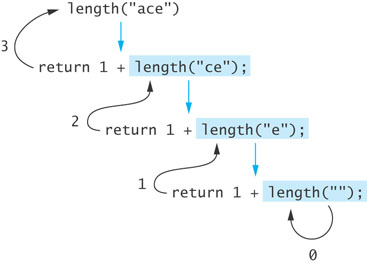 length("ace")
3
return 1 + length("ce");
2
return 1 + length("e");
1
return 1 + length("");
0